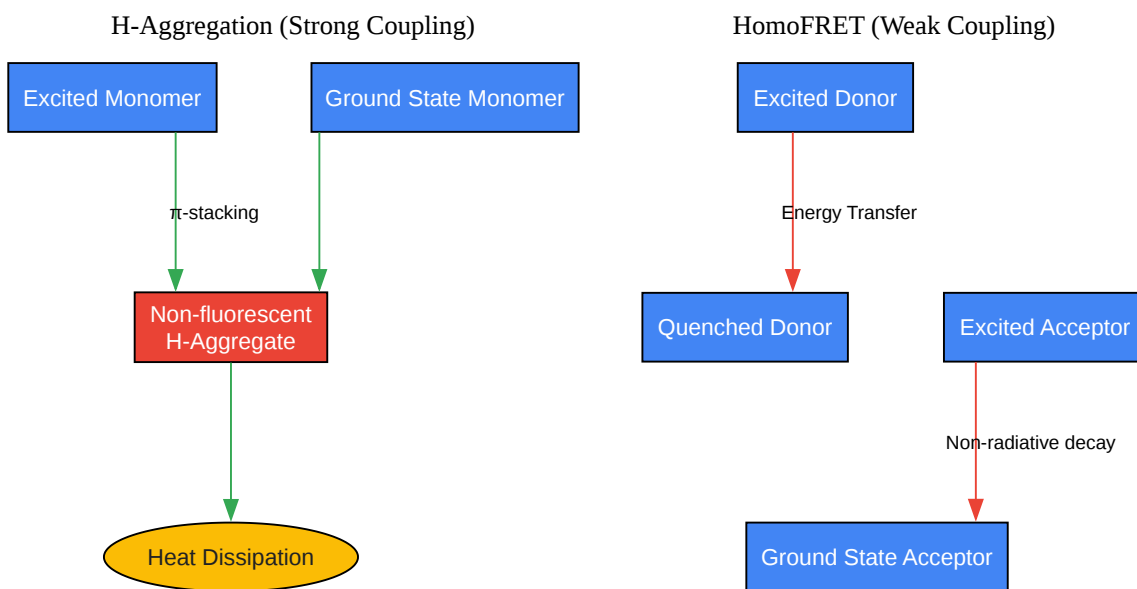 H-Aggregation (Strong Coupling)
Excited Monomer
Ground State Monomer
π-stacking
Non-fluorescent
H-Aggregate
Heat Dissipation
HomoFRET (Weak Coupling)
Excited Donor
Energy Transfer
Quenched Donor
Excited Acceptor
Non-radiative decay
Ground State Acceptor